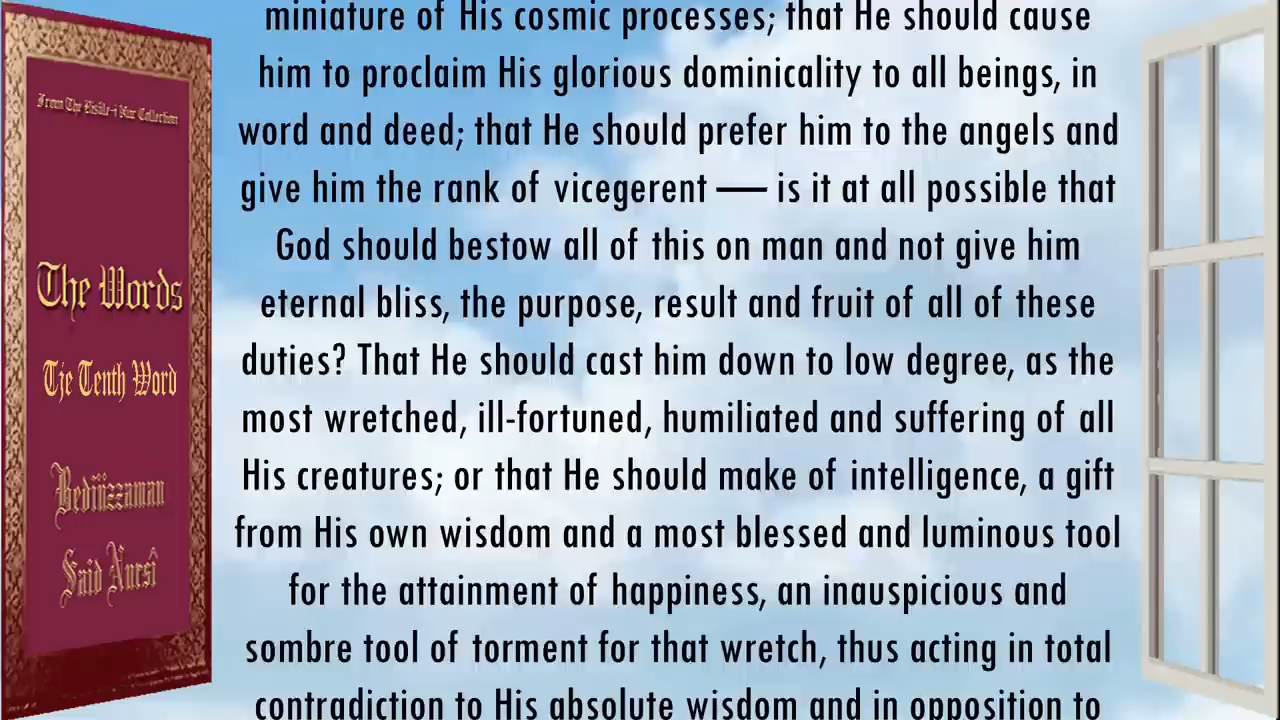 From The Risâle-i Nur Collection
The Words
Tje Tenth Word
Bediüzzaman
Said Nursî
miniature of His cosmic processes; that He should cause
him to proclaim His glorious dominicality to all beings, in
word and deed; that He should prefer him to the angels and
give him the rank of vicegerent — is it at all possible that
God should bestow all of this on man and not give him
eternal bliss, the purpose, result and fruit of all of these
duties? That He should cast him down to low degree, as the
most wretched, ill-fortuned, humiliated and suffering of all
His creatures; or that He should make of intelligence, a gift
from His own wisdom and a most blessed and luminous tool
for the attainment of happiness, an inauspicious and
sombre tool of torment for that wretch, thus acting in total
contradiction to His absolute wisdom and in opposition to